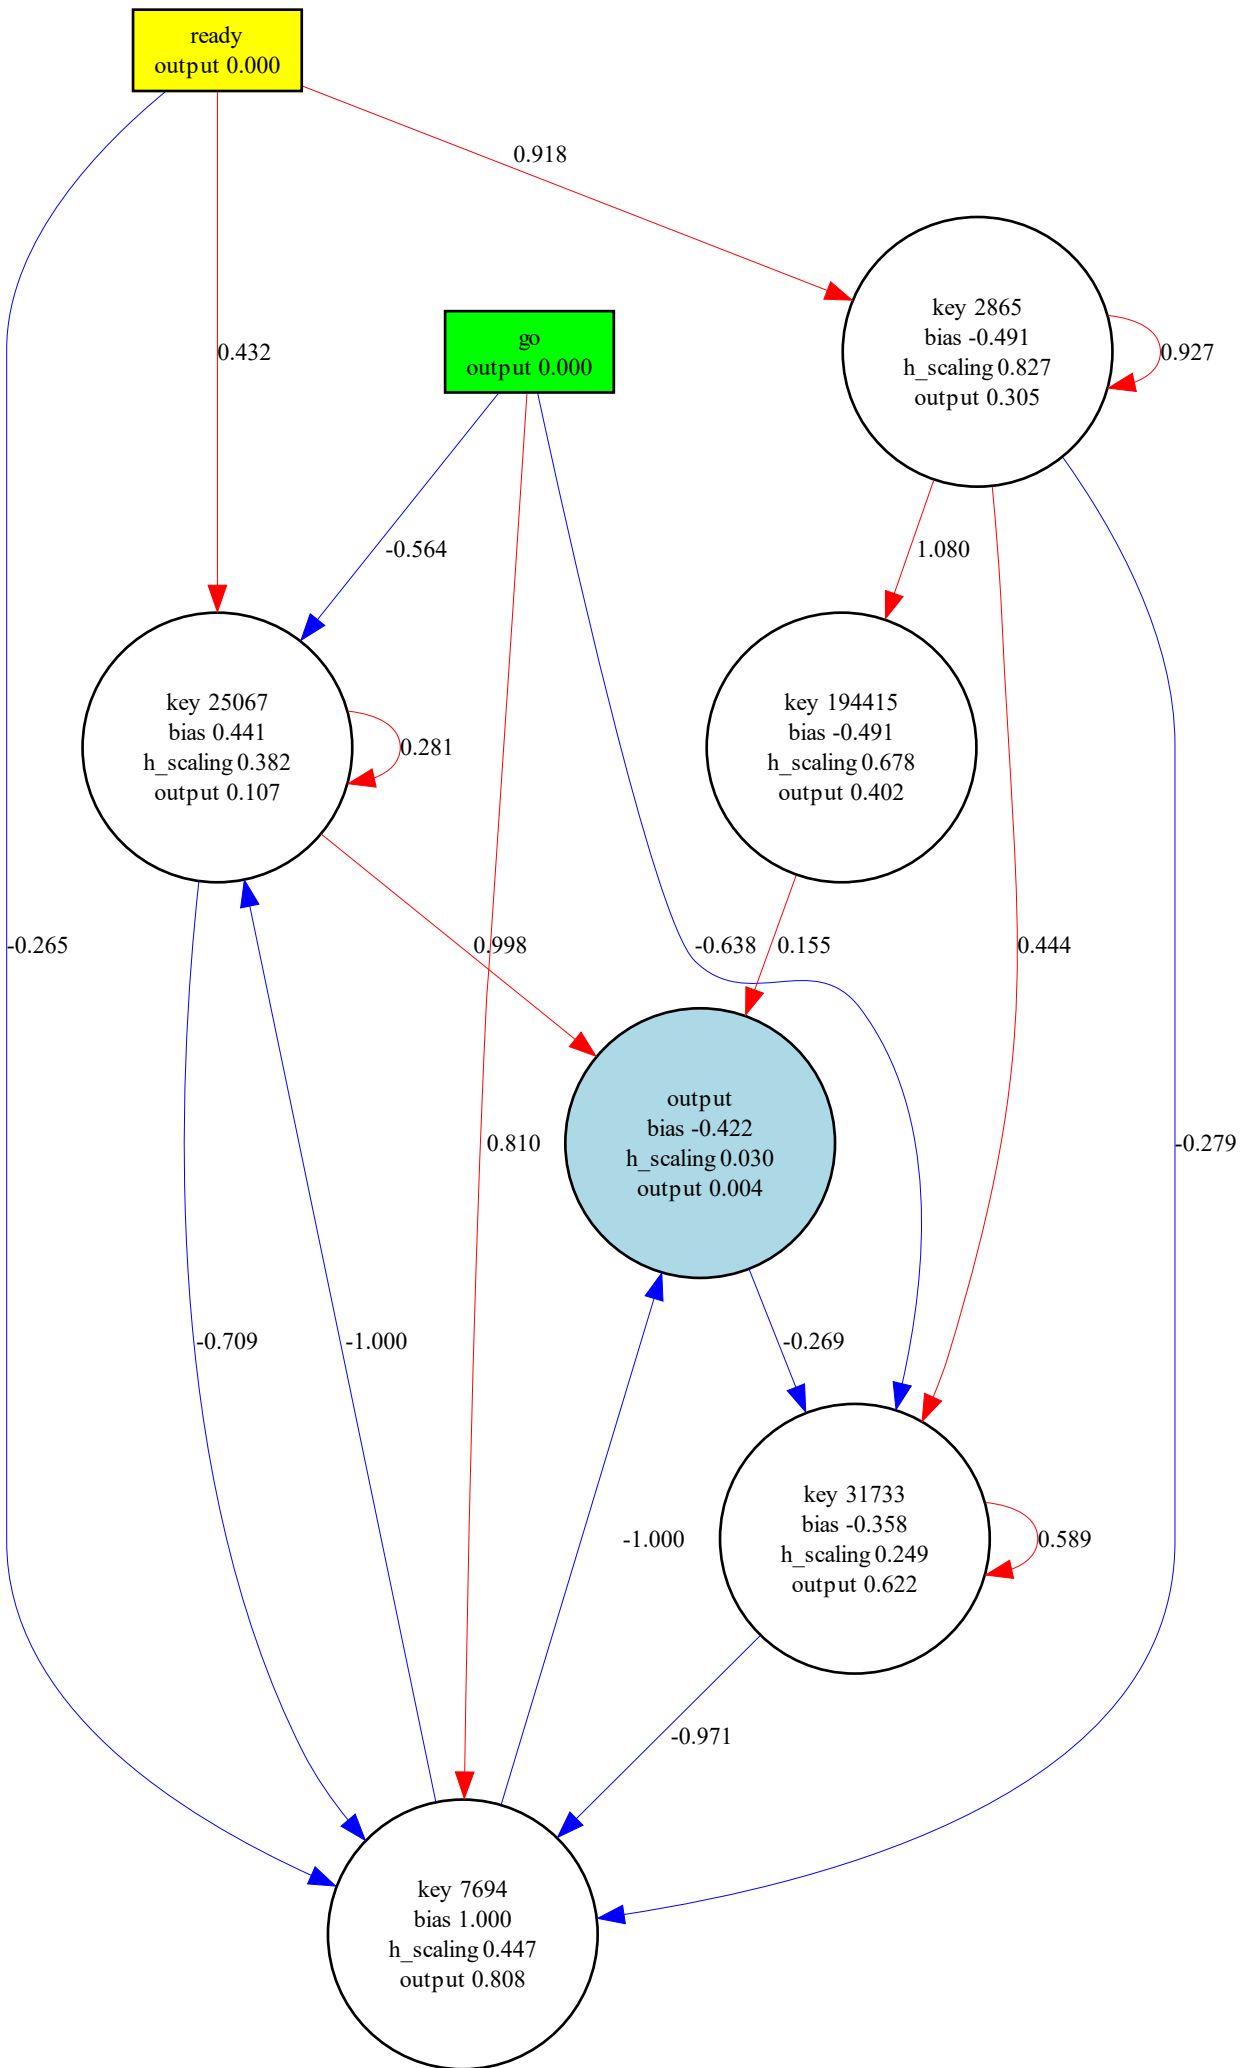 ready
output 0.000
0.918
key 2865
bias -0.491
h_scaling 0.827
output 0.305
0.927
go
output 0.000
0.432
-0.564
1.080
key 25067
bias 0.441
h_scaling 0.382
output 0.107
0.281
key 194415
bias -0.491
h_scaling 0.678
output 0.402
-0.265
0.998
-0.638
0.155
0.444
output
bias -0.422
h_scaling 0.030
output 0.004
0.810
-0.279
-0.709
-1.000
-0.269
-1.000
key 31733
bias -0.358
h_scaling 0.249
output 0.622
0.589
-0.971
key 7694
bias 1.000
h_scaling 0.447
output 0.808